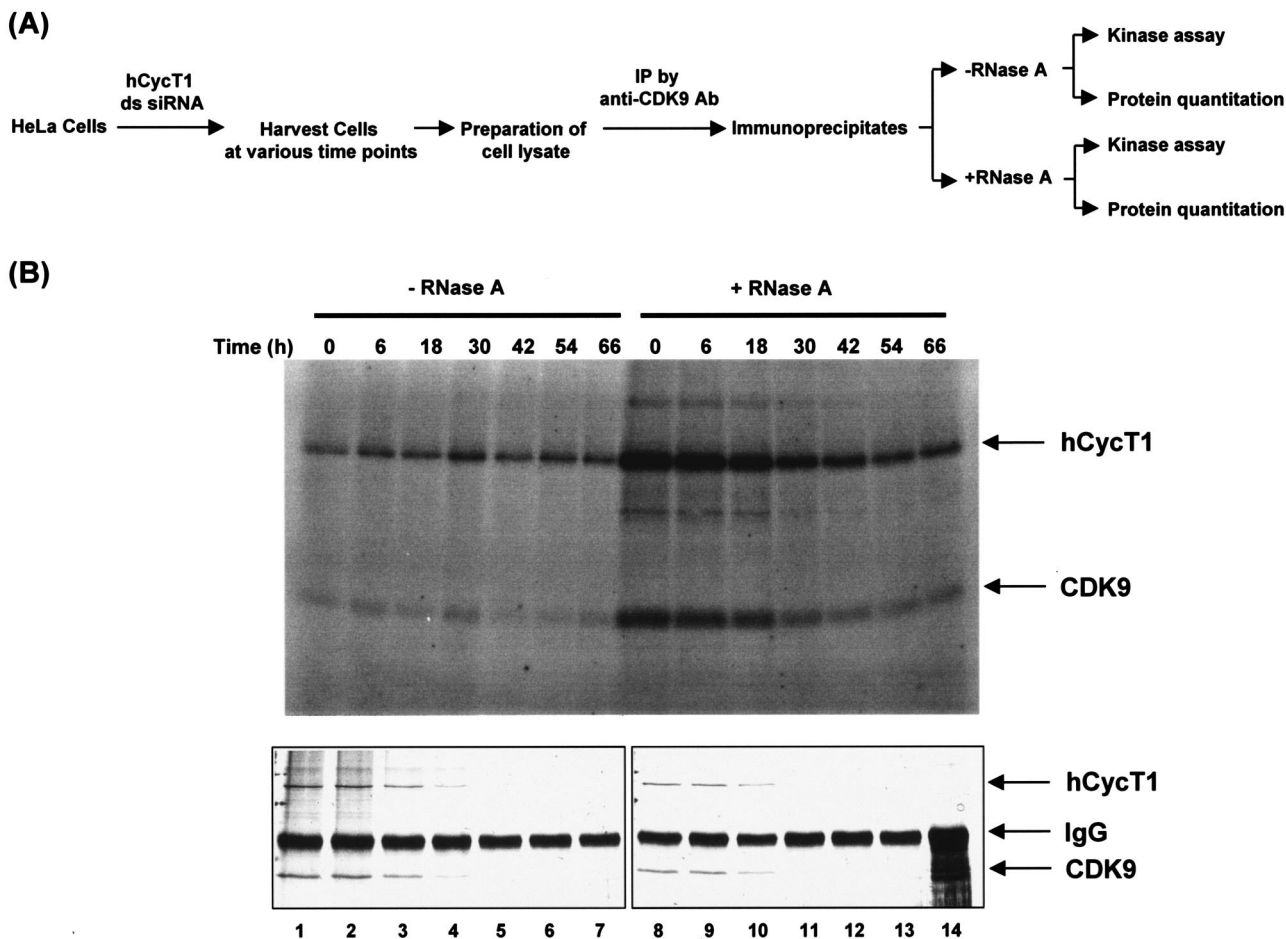 (A)
hCycT1
ds siRNA
HeLa Cells
Harvest Cells
at various time points
Preparation of
cell lysate
IP by
anti-CDK9 Ab
Immunoprecipitates
-RNase A
Kinase assay
Protein quantitation
+RNase A
Kinase assay
Protein quantitation
(B)
- RNase A + RNase A
Time (h) 0 6 18 30 42 54 66 0 6 18 30 42 54 66
hCycT1
CDK9
hCycT1
IgG
CDK9
1 2 3 4 5 6 7 8 9 10 11 12 13 14